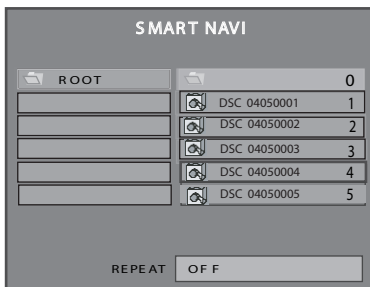 SMART NAVI
ROOT 0
DSC 04050001 1
DSC 04050002 2
DSC 04050003 3
DSC 04050004 4
DSC 04050005 5
REPEAT OFF